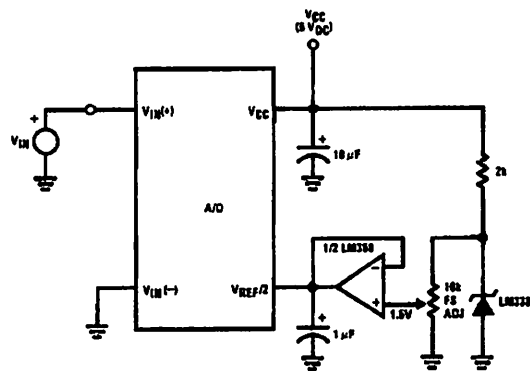 VCC
(5 VDC)
VIN(+)
VCC
+
VIN
+
10 µF
2k
A/D
1/2 LM358
VIN(–)
VREF/2
–
+
1.5V
10k
FS
ADJ
+
1 µF